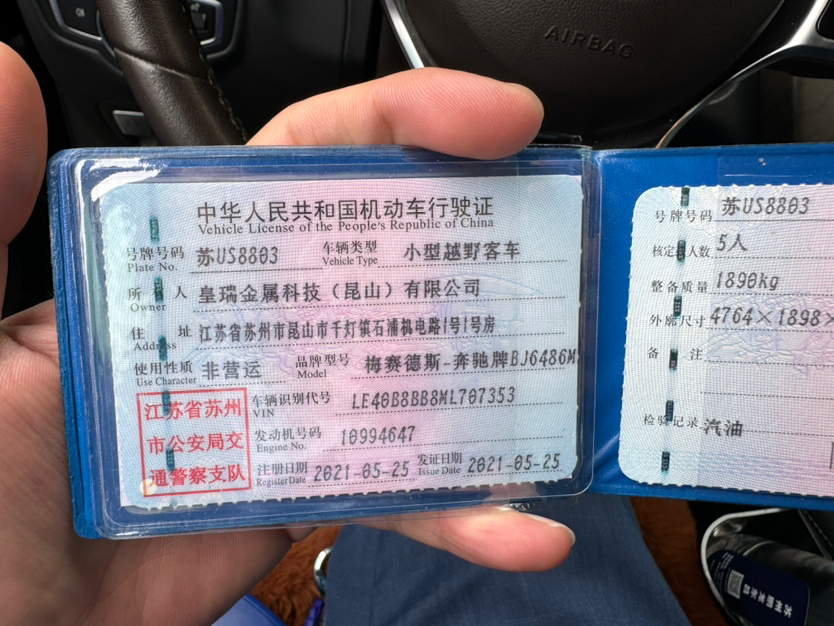 AIRBAG
中华人民共和国机动车行驶证
Vehicle License of the People's Republic of China
号牌号码 苏US8803 车辆类型 小型越野客车
Plate No. Vehicle Type
所有人 皇瑞金属科技（昆山）有限公司
Owner
住址 江苏省苏州市昆山市千灯镇石浦机电路1号1号房
Address
使用性质 非营运 品牌型号 梅赛德斯-奔驰牌BJ6486M
Use Character Model
江苏省苏州
市公安局交
通警察支队
车辆识别代号 LE40B8BB8ML707353
VIN
发动机号码 10994647
Engine No.
注册日期 2021-05-25 发证日期 2021-05-25
Register Date Issue Date
号牌号码 苏US8803
核定 人数 5人
整备质量 1890kg
外廓尺寸 4764×1898×
备注
检验记录 汽油